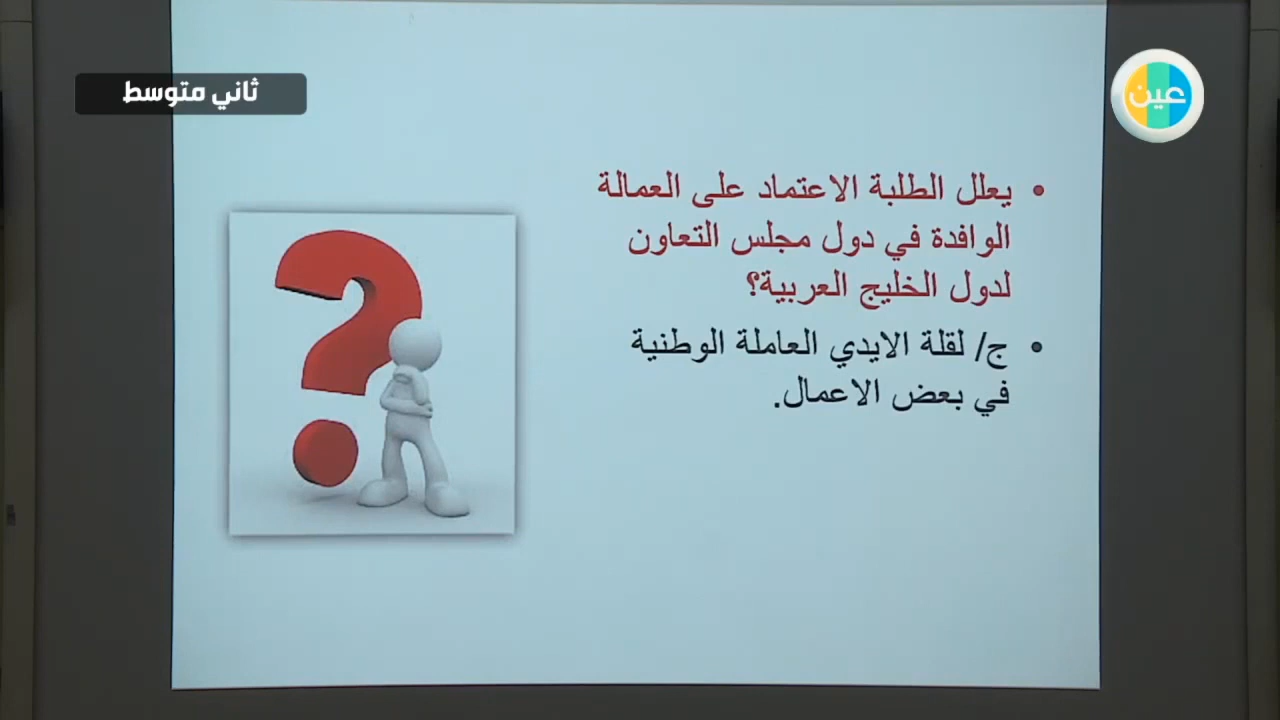 ثاني متوسط
عين
• يعلل الطلبة الاعتماد على العمالة
الوافدة في دول مجلس التعاون
لدول الخليج العربية؟
• ج/ لقلة الايدي العاملة الوطنية
في بعض الاعمال.